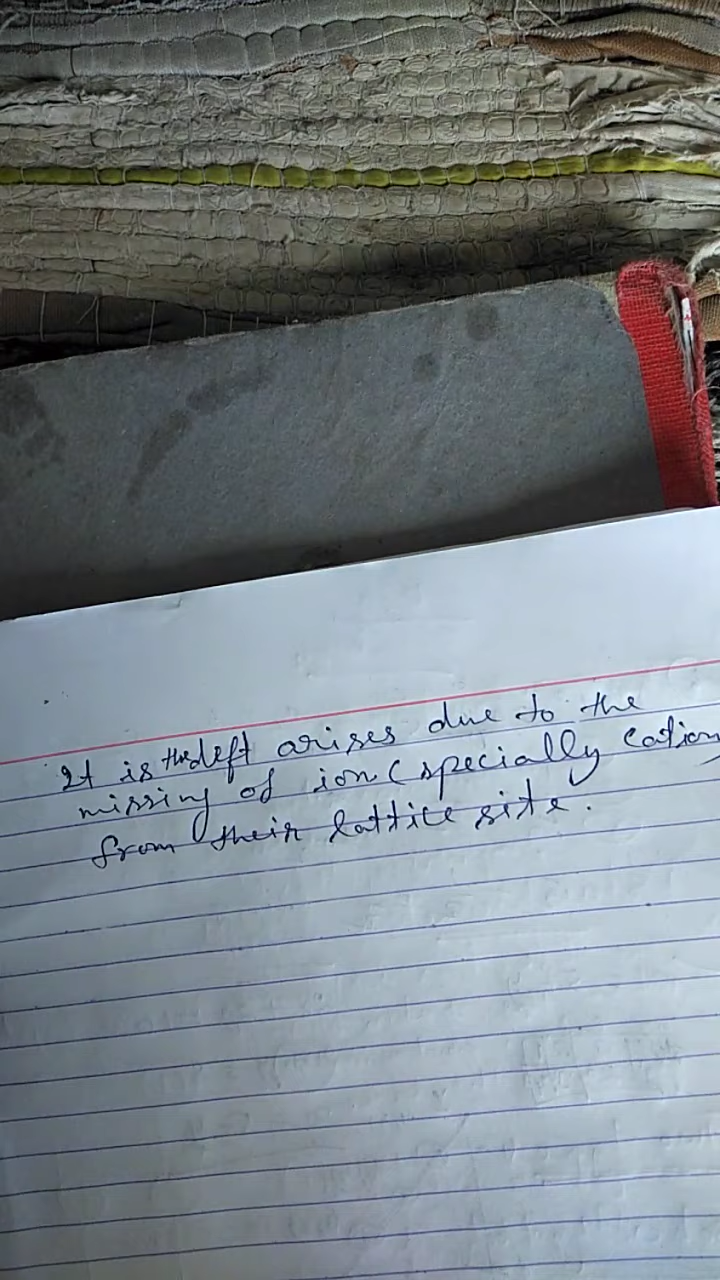 It is the deft arises due to the
missing of ion ( specially cation
from their lattice site.